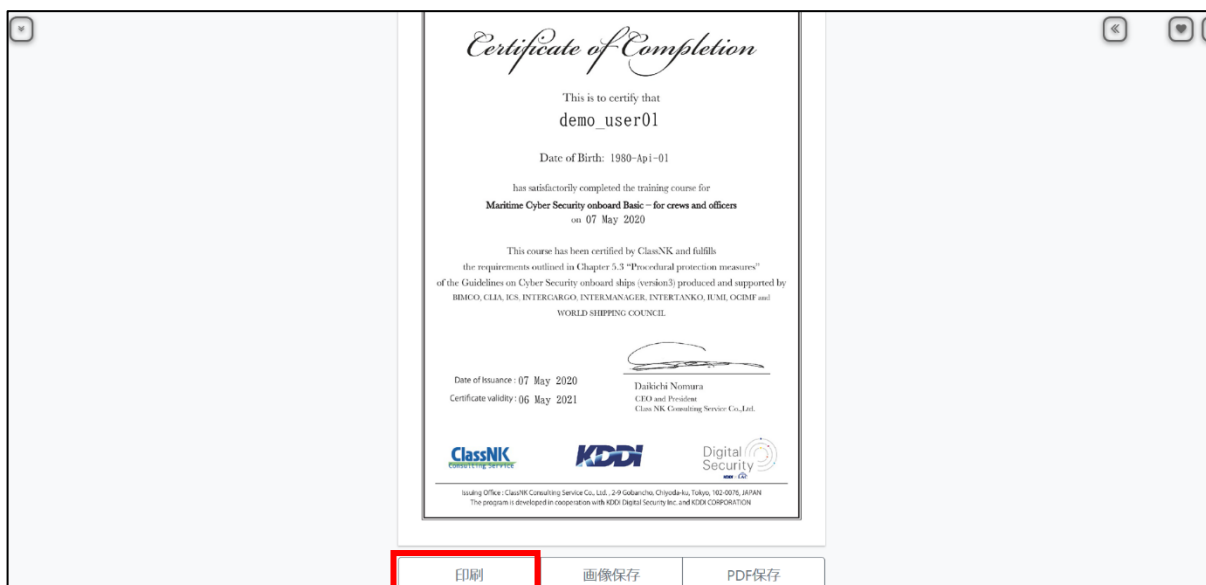 Certificate of Completion
This is to certify that
demo_user01
Date of Birth: 1980-Api-01
has satisfactorily completed the training course for
Maritime Cyber Security onboard Basic – for crews and officers
on 07 May 2020
This course has been certified by ClassNK and fulfills
the requirements outlined in Chapter 5.3 “Procedural protection measures”
of the Guidelines on Cyber Security onboard ships (version3) produced and supported by
BIMCO, CLIA, ICS, INTERCARGO, INTERMANAGER, INTERTANKO, IUMI, OCIMF and
WORLD SHIPPING COUNCIL
Date of Issuance : 07 May 2020
Certificate validity : 06 May 2021
Daikichi Nomura
CEO and President
Class NK Consulting Service Co.,Ltd.
ClassNK
Consulting Service
KDDI
Digital
Security
Issuing Office : ClassNK Consulting Service Co., Ltd. , 2-9 Gobancho, Chiyoda-ku, Tokyo, 102-0076, JAPAN
The program is developed in cooperation with KDDI Digital Security Inc. and KDDI CORPORATION
印刷
画像保存
PDF保存